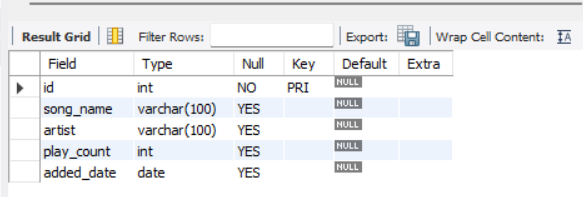 Result Grid Filter Rows: Export: Wrap Cell Content: IA
Field Type Null Key Default Extra
id int NO PRI NULL
song_name varchar(100) YES NULL
artist varchar(100) YES NULL
play_count int YES NULL
added_date date YES NULL